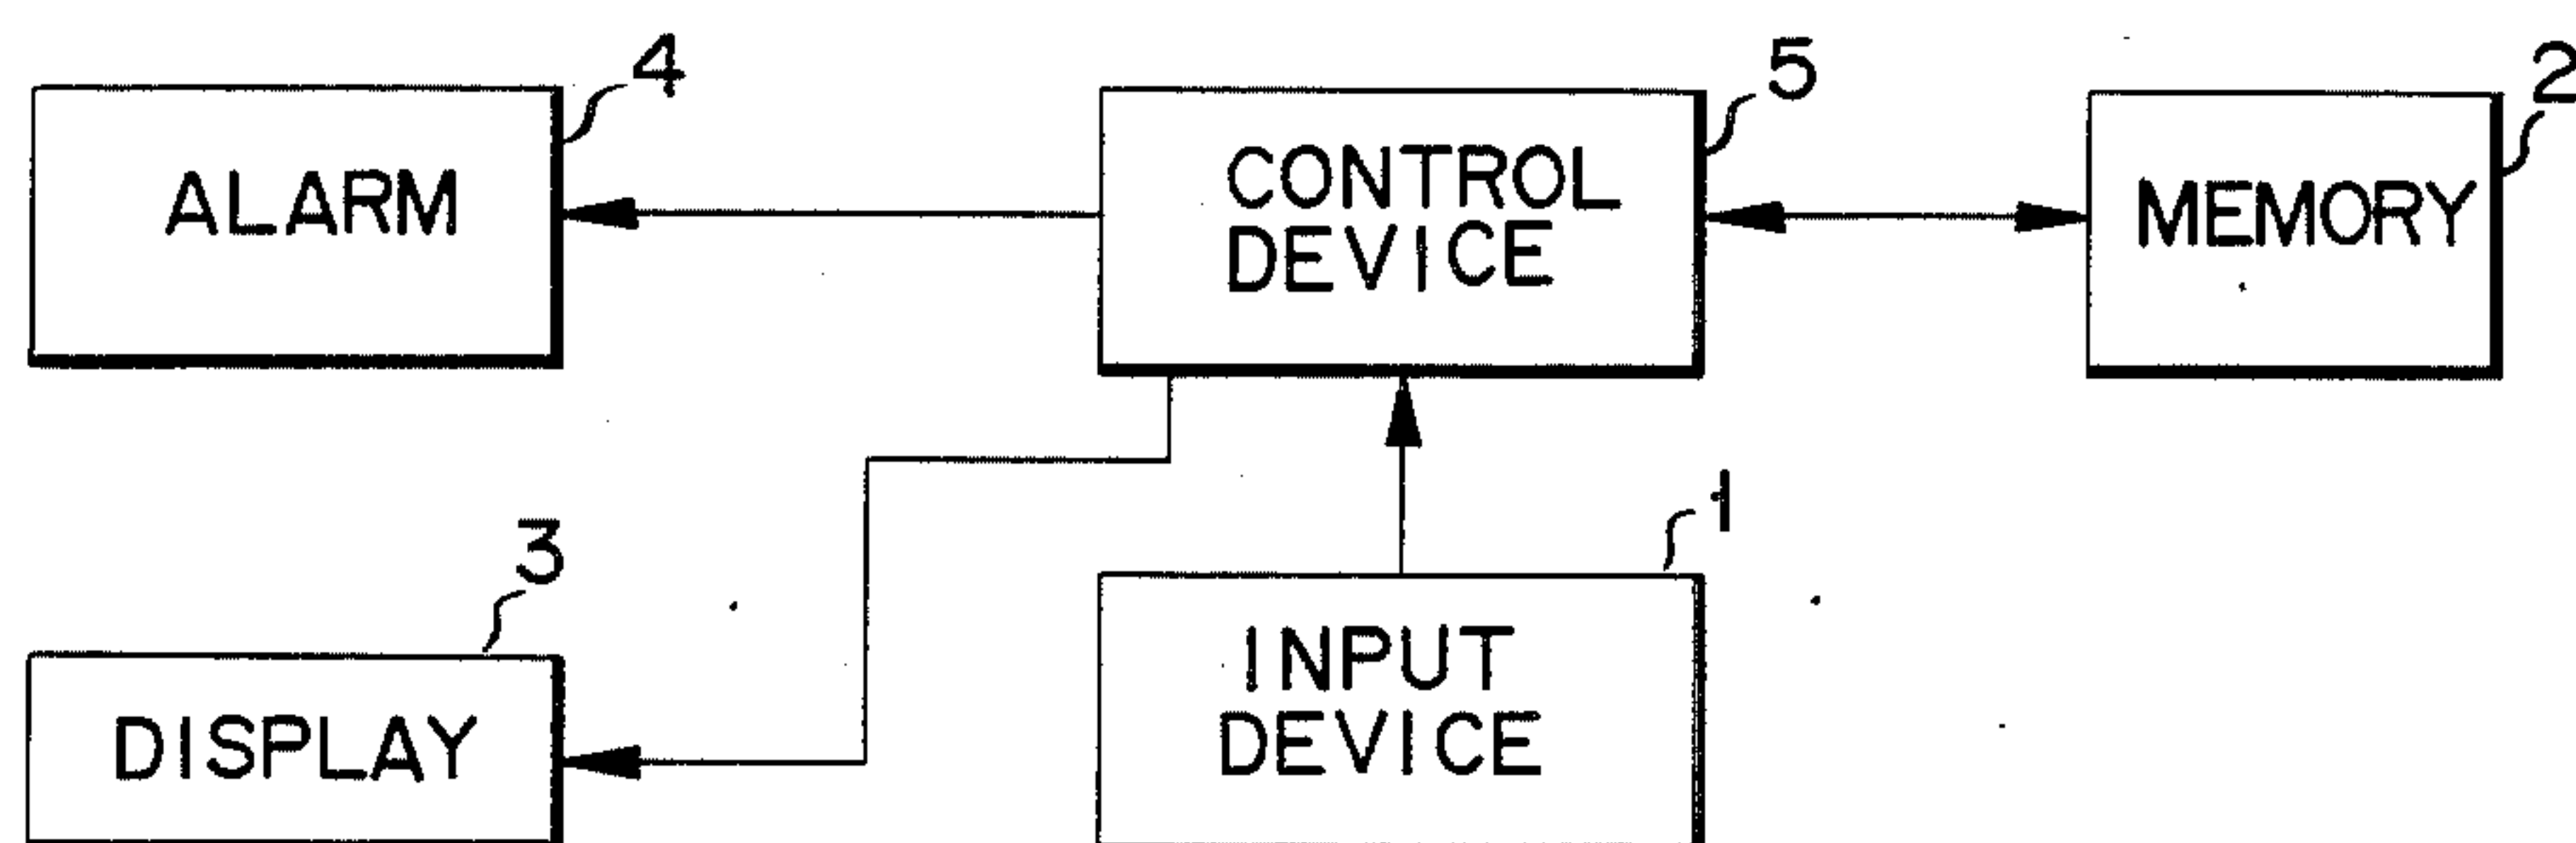 4
5
2
ALARM
CONTROL
DEVICE
MEMORY
3
1
DISPLAY
INPUT
DEVICE